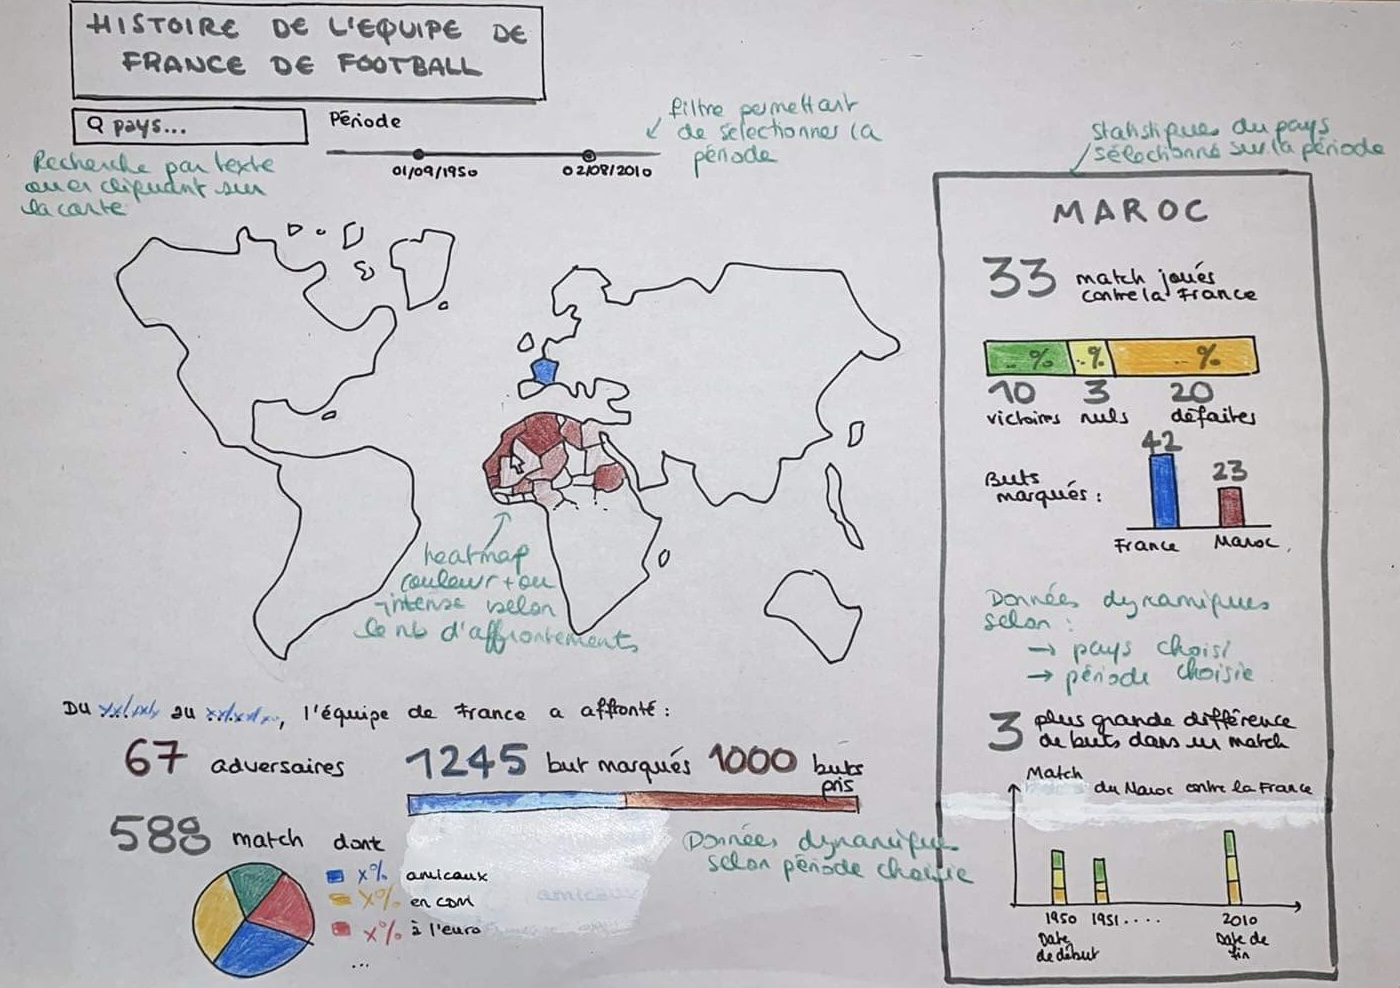 HISTOIRE DE L'EQUIPE DE
FRANCE DE FOOTBALL
pays...
Période
01/09/1950
02/08/2010
filtre permettant
de sélectionner la
période
Recherche par texte
ou en cliquant sur
la carte
Statistiques du pays
sélectionné sur la période
MAROC
33 match joués
contre la France
.. % .. % ... %
10 3 20
victoires nuls défaites
Buts
marqués :
42
23
France Maroc
Données dynamiques
selon :
→ pays choisi
→ période choisie
3 plus grande différence
de buts dans un match
Match
du Maroc contre la France
1950 1951 .... 2010
Date
de début
Date de
fin
heatmap
couleur + ou
- intense selon
le nb d'affrontements
Du xx/xx/xx au xx/xx/xx, l'équipe de France a affronté :
67 adversaires
1245 but marqués 1000 buts
pris
588 match dont
X% amicaux
X% en CDM
X% à l'euro
...
Données dynamique
selon période choisie